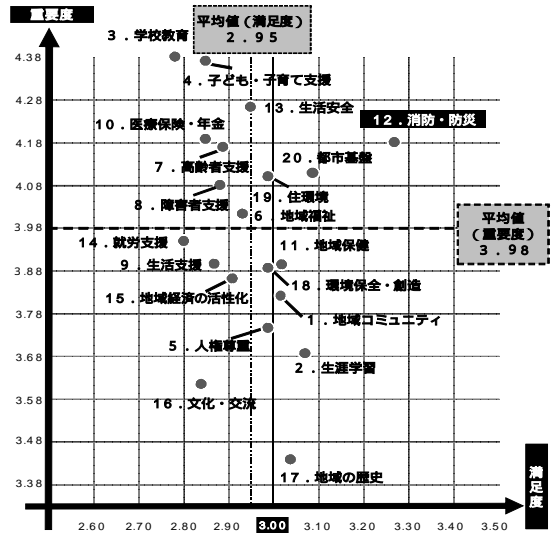 重要度
平均値（満足度）
２．９５
３．学校教育
4.38
４．子ども・子育て支援
4.28
１３．生活安全
１２．消防・防災
１０．医療保険・年金
4.18
２０．都市基盤
７．高齢者支援
4.08
１９．住環境
８．障害者支援
６．地域福祉
平均値
（重要度）
３．９８
3.98
１４．就労支援
１１．地域保健
９．生活支援
3.88
１８．環境保全・創造
１５．地域経済の活性化
１．地域コミュニティ
3.78
５．人権尊重
3.68
２．生涯学習
3.58
１６．文化・交流
3.48
１７．地域の歴史
3.38
満足度
2.60 2.70 2.80 2.90 3.00 3.10 3.20 3.30 3.40 3.50